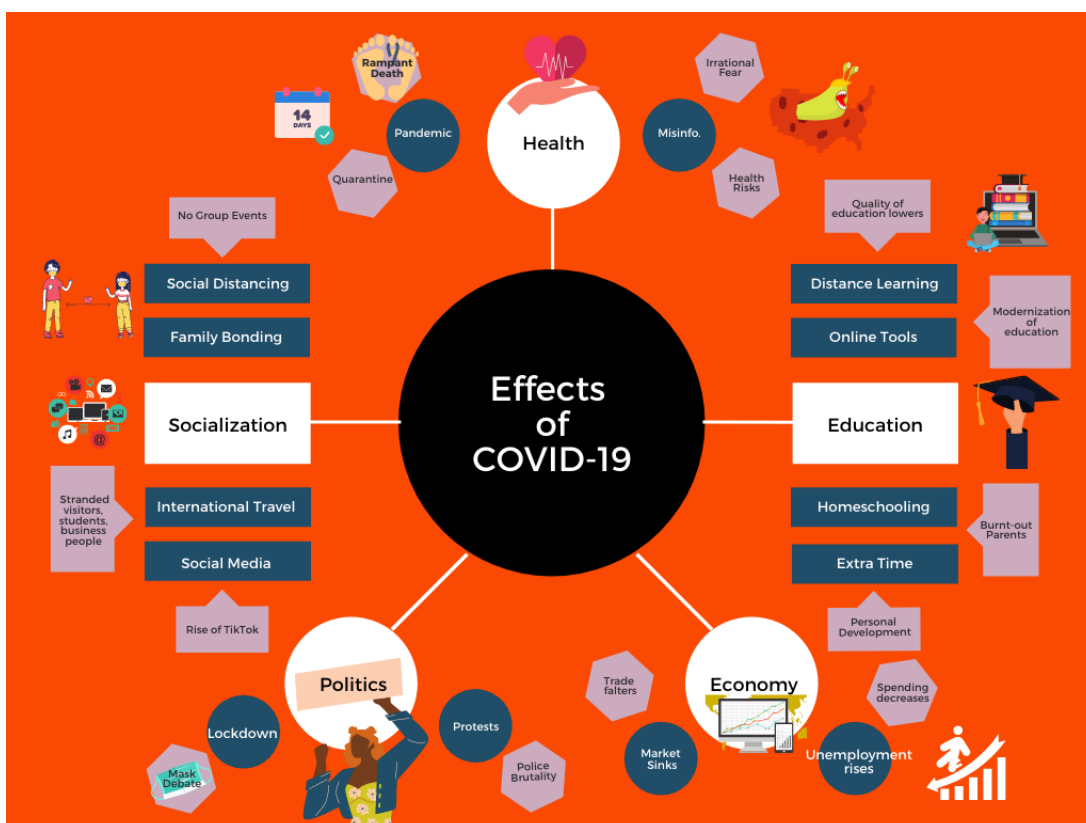 Rampant
Death
Irrational
Fear
14
DAYS
Pandemic
Health
Misinfo.
Quarantine
Health
Risks
No Group Events
Quality of
education lowers
Social Distancing
Distance Learning
Family Bonding
Online Tools
Modernization
of
education
Effects
of
COVID-19
Socialization
@
Education
Stranded
visitors,
students,
business
people
International Travel
Social Media
Homeschooling
Extra Time
Burnt-out
Parents
Rise of TikTok
Personal
Development
Politics
Economy
Trade
falters
Spending
decreases
Lockdown
Protests
Market
Sinks
Unemployment
rises
Mask
Debate
Police
Brutality